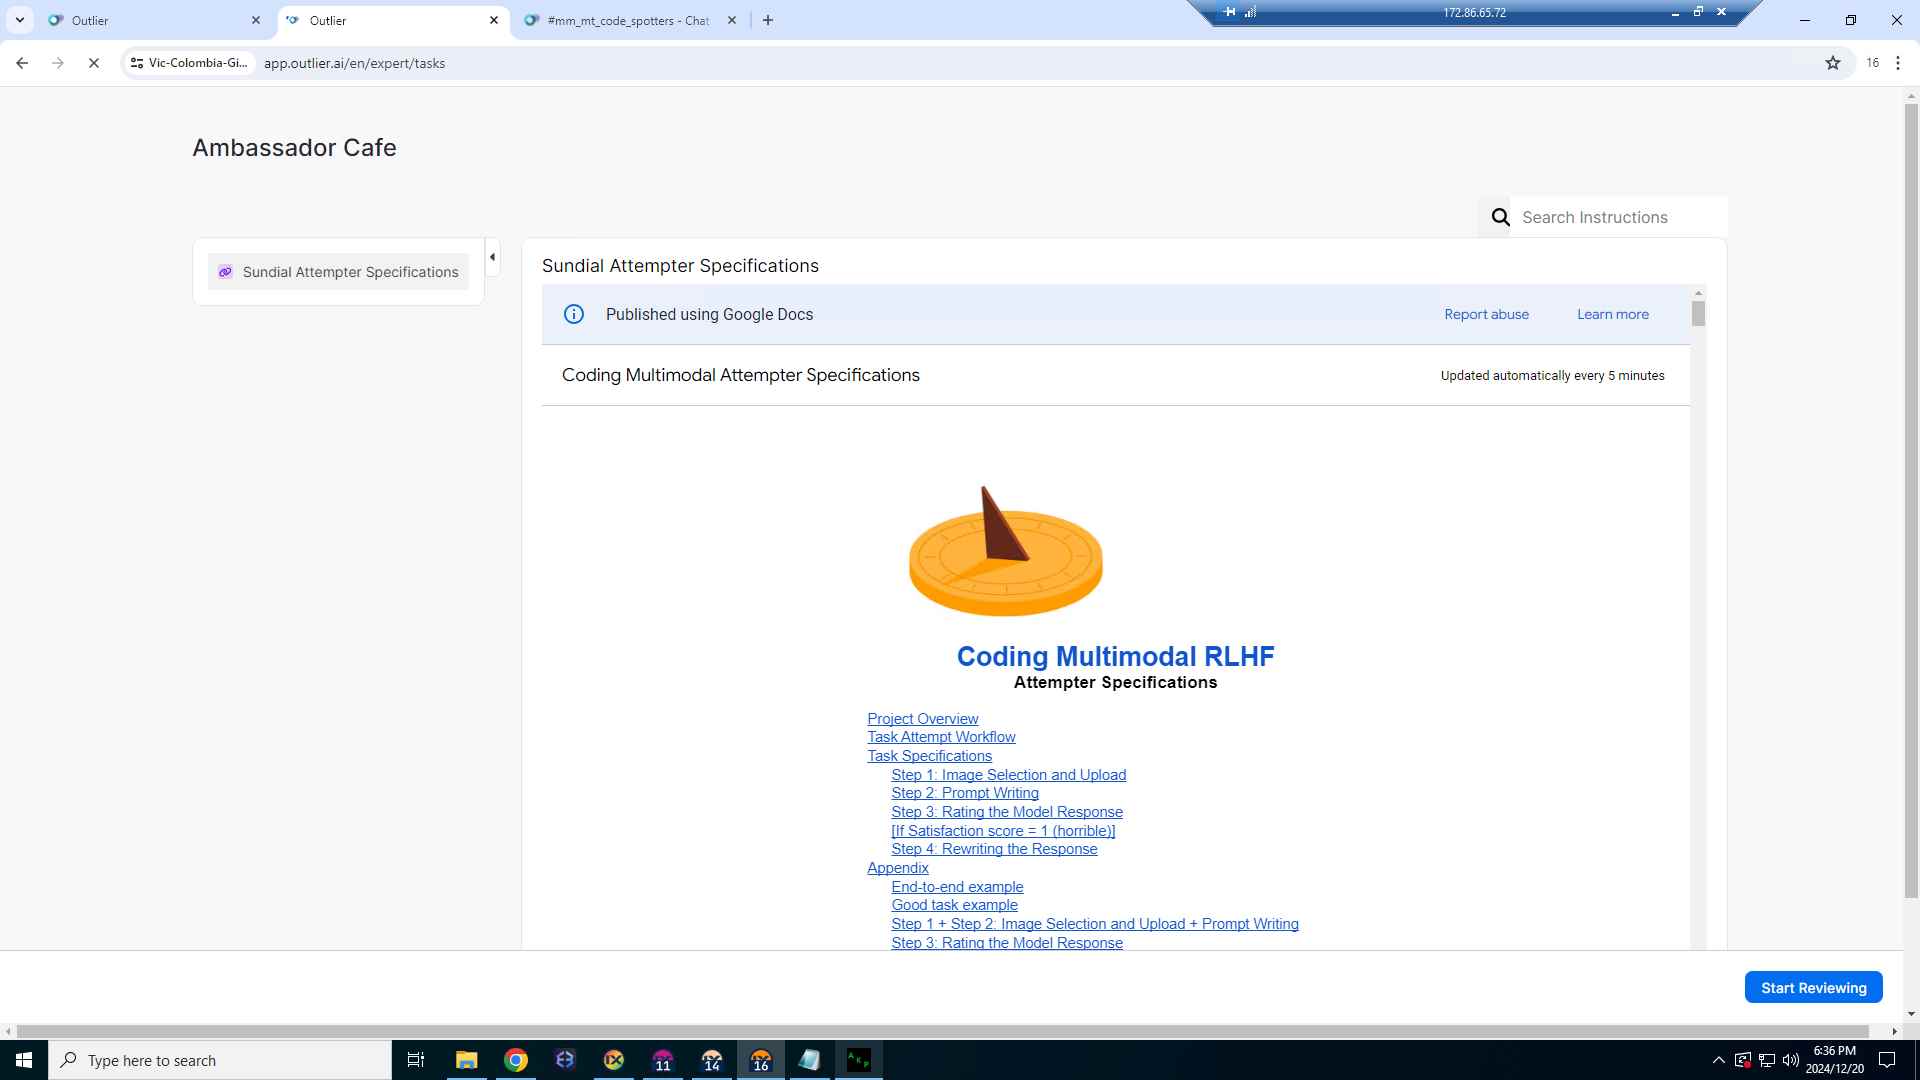 Outlier
Outlier
#mm_mt_code_spotters - Chat
172.86.65.72
Vic-Colombia-Gi...
app.outlier.ai/en/expert/tasks
16
Ambassador Cafe
Search Instructions
Sundial Attempter Specifications
Sundial Attempter Specifications
Published using Google Docs
Report abuse
Learn more
Coding Multimodal Attempter Specifications
Updated automatically every 5 minutes
Coding Multimodal RLHF
Attempter Specifications
Project Overview
Task Attempt Workflow
Task Specifications
Step 1: Image Selection and Upload
Step 2: Prompt Writing
Step 3: Rating the Model Response
[If Satisfaction score = 1 (horrible)]
Step 4: Rewriting the Response
Appendix
End-to-end example
Good task example
Step 1 + Step 2: Image Selection and Upload + Prompt Writing
Step 3: Rating the Model Response
Start Reviewing
Type here to search
11
14
16
6:36 PM
2024/12/20